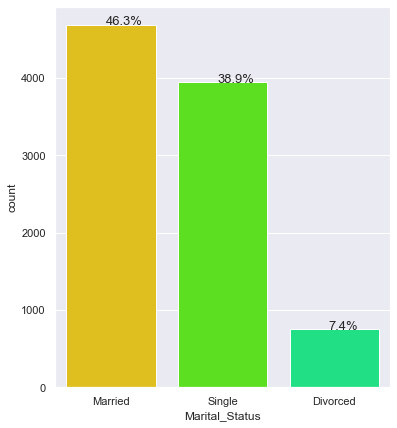 46.3%
38.9%
7.4%
4000
3000
2000
1000
0
count
Married Single Divorced
Marital_Status